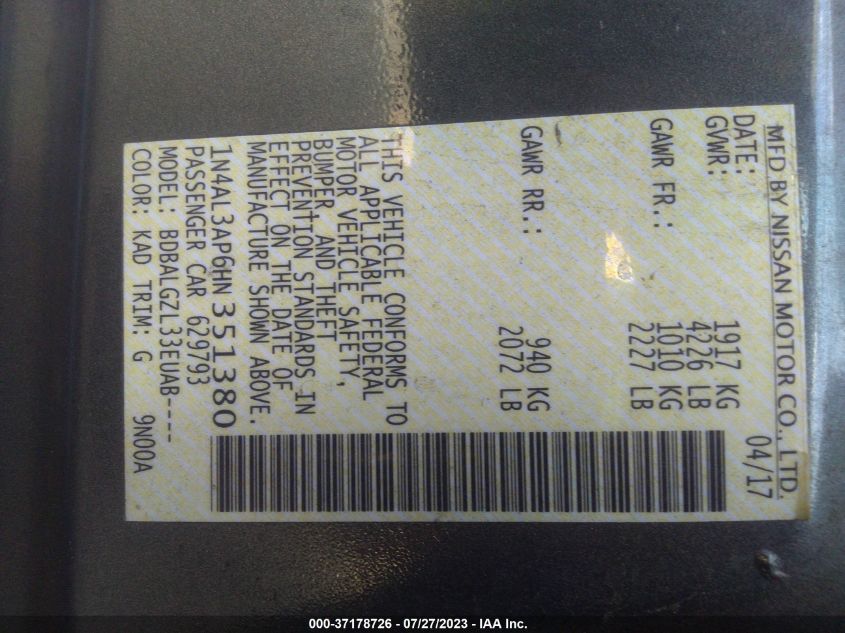 MFD BY NISSAN MOTOR CO., LTD.
DATE: 04/17
GVWR: 1917 KG
4226 LB
GAWR FR.: 1010 KG
2227 LB
GAWR RR.: 940 KG
2072 LB
THIS VEHICLE CONFORMS TO
ALL APPLICABLE FEDERAL
MOTOR VEHICLE SAFETY,
BUMPER, AND THEFT
PREVENTION STANDARDS IN
EFFECT ON THE DATE OF
MANUFACTURE SHOWN ABOVE.
1N4AL3AP6HN351380
PASSENGER CAR 629793
MODEL: BDBALGZL33EUAB----
COLOR: KAD TRIM: G 9N00A
000-37178726 / 07/27/2023 - IAA Inc.